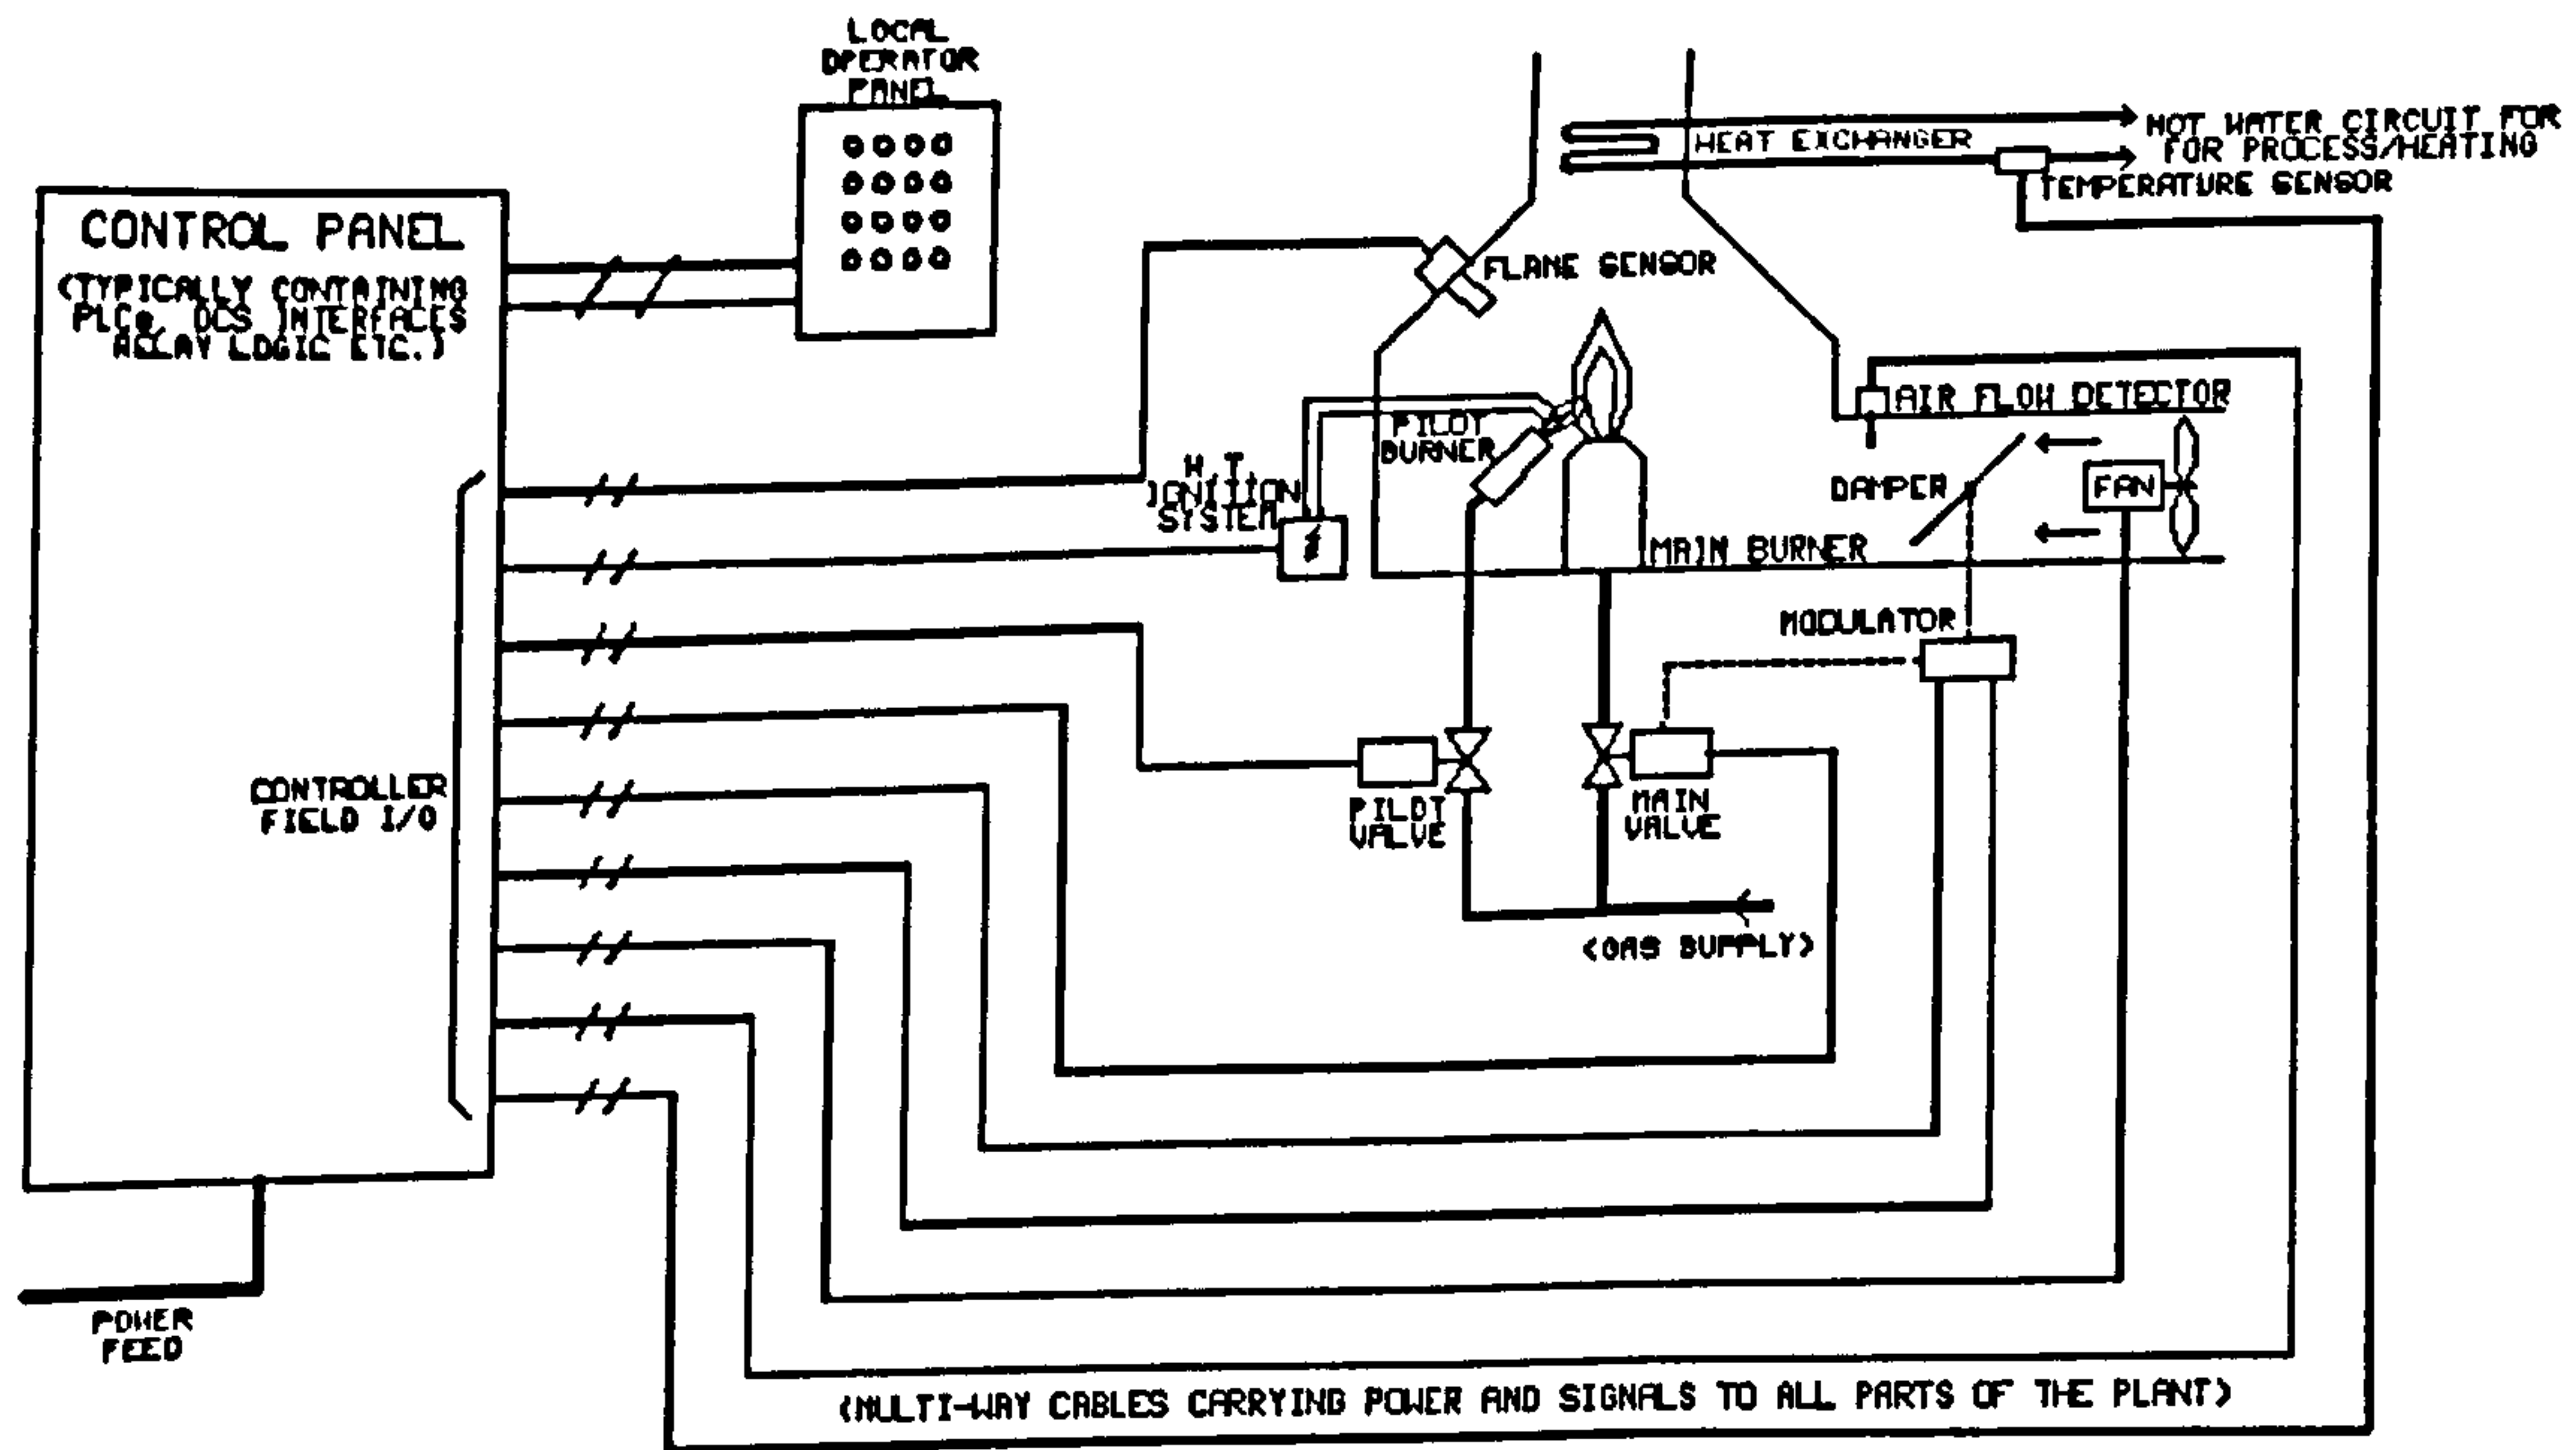 LOCAL
OPERATOR
PANEL
CONTROL PANEL
(TYPICALLY CONTAINING
PLCs, DCS INTERFACES
RELAY LOGIC ETC.)
HEAT EXCHANGER
HOT WATER CIRCUIT FOR
FOR PROCESS/HEATING
TEMPERATURE SENSOR
FLANE SENSOR
AIR FLOW DETECTOR
PILOT
BURNER
H.T.
IGNITION
SYSTEM
DAMPER
FAN
MAIN BURNER
MODULATOR
CONTROLLER
FIELD I/O
PILOT
VALVE
MAIN
VALVE
(GAS SUPPLY)
POWER
FEED
(MULTI-WAY CABLES CARRYING POWER AND SIGNALS TO ALL PARTS OF THE PLANT)